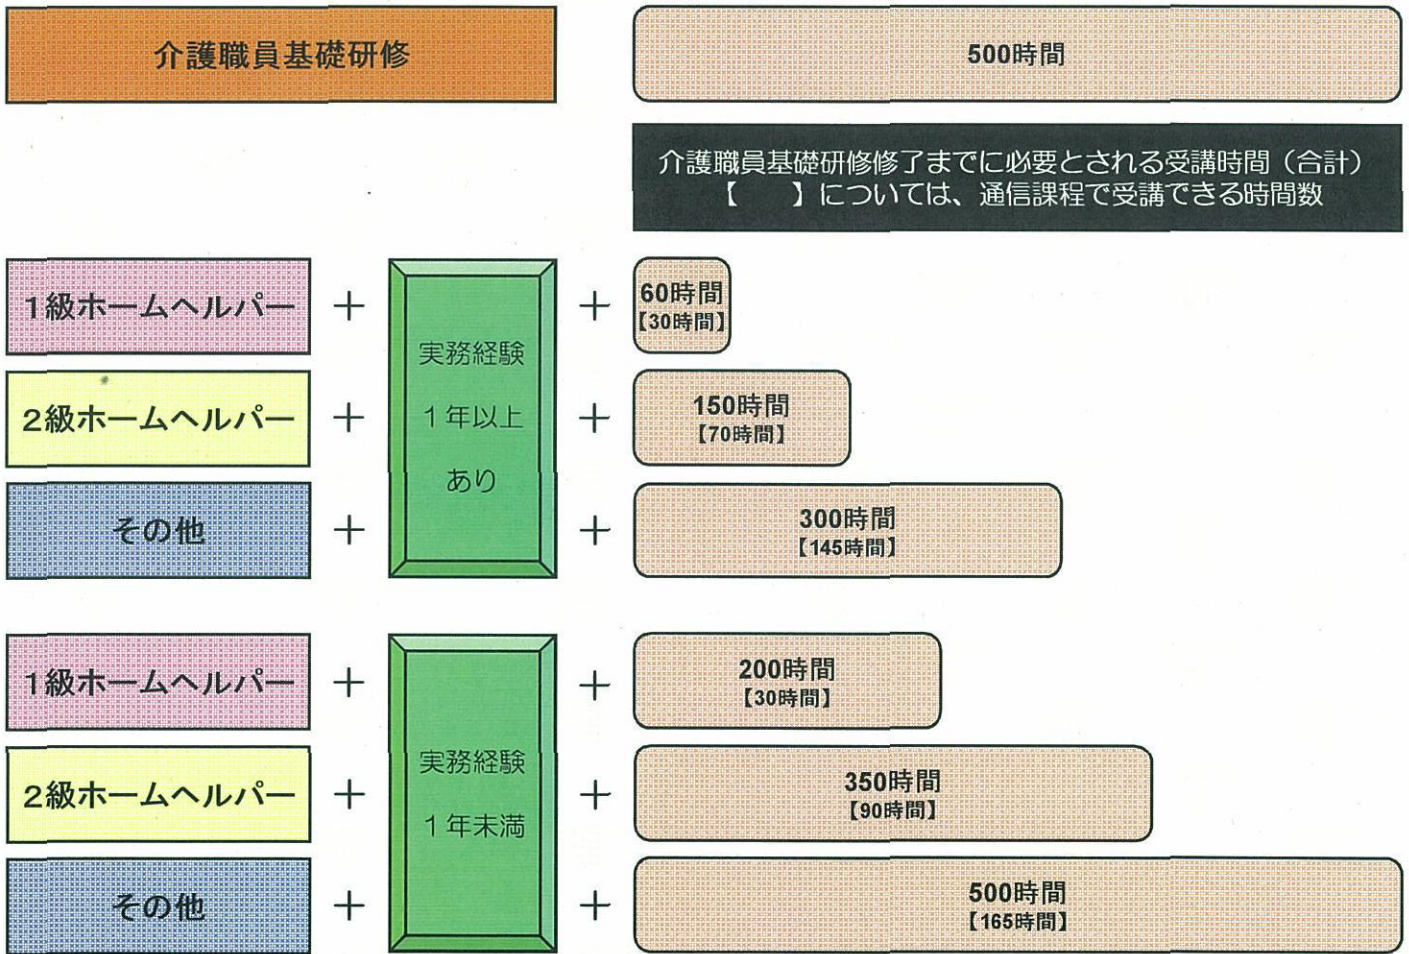 介護職員基礎研修
500時間
介護職員基礎研修修了までに必要とされる受講時間（合計）
【　　】については、通信課程で受講できる時間数
1級ホームヘルパー
＋
実務経験
１年以上
あり
＋
60時間
【30時間】
2級ホームヘルパー
＋
＋
150時間
【70時間】
その他
＋
＋
300時間
【145時間】
1級ホームヘルパー
＋
実務経験
１年未満
＋
200時間
【30時間】
2級ホームヘルパー
＋
＋
350時間
【90時間】
その他
＋
＋
500時間
【165時間】